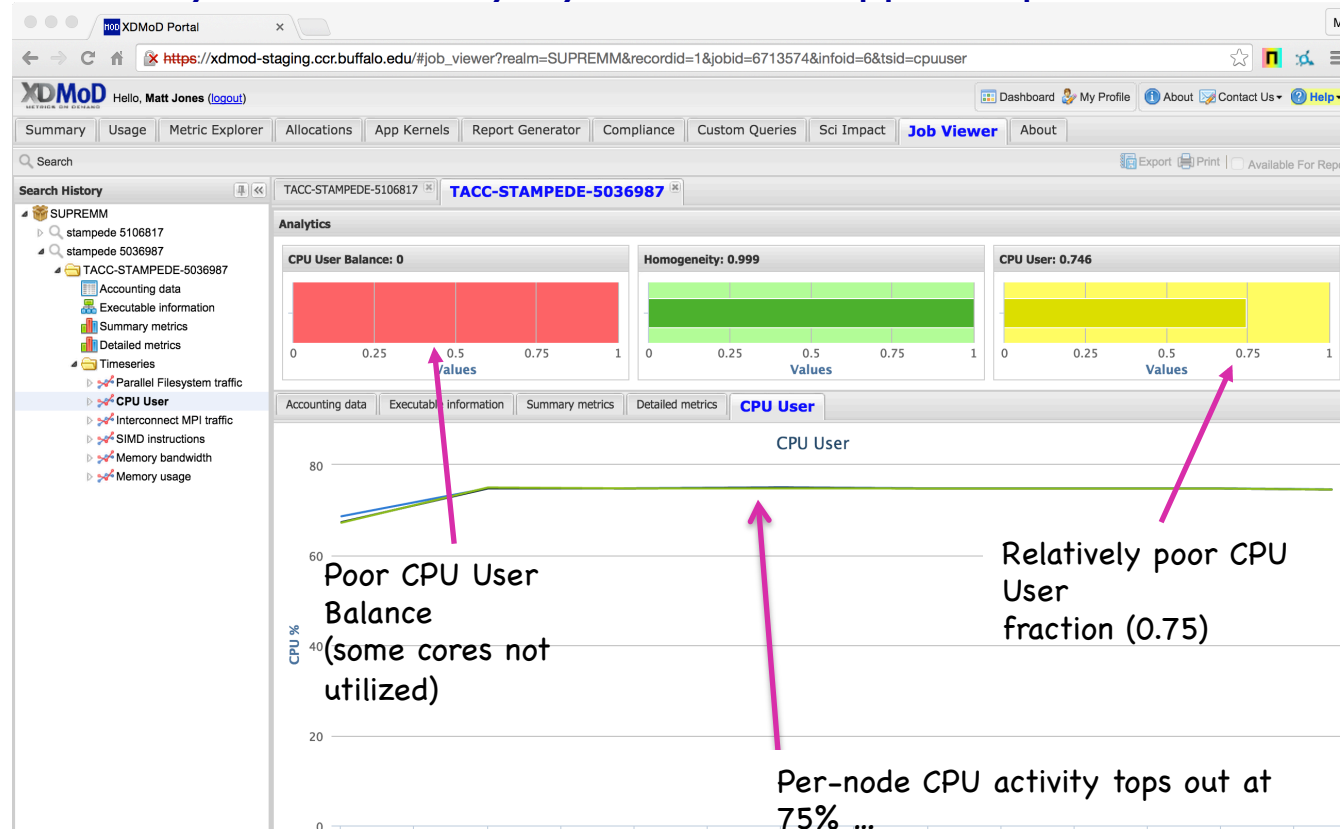 XDMoD Portal
https://xdmod-staging.ccr.buffalo.edu/#job_viewer?realm=SUPREMM&recordid=1&jobid=6713574&infoid=6&tsid=cpuuser
XDMoD Hello, Matt Jones (logout) Dashboard My Profile About Contact Us Help
METRICS ON DEMAND
Summary Usage Metric Explorer Allocations App Kernels Report Generator Compliance Custom Queries Sci Impact Job Viewer About
Search Export Print Available For Repo
Search History
SUPREMM
stampede 5106817
stampede 5036987
TACC-STAMPEDE-5036987
Accounting data
Executable information
Summary metrics
Detailed metrics
Timeseries
Parallel Filesystem traffic
CPU User
Interconnect MPI traffic
SIMD instructions
Memory bandwidth
Memory usage
TACC-STAMPEDE-5106817 TACC-STAMPEDE-5036987
Analytics
CPU User Balance: 0
0 0.25 0.5 0.75 1
Values
Homogeneity: 0.999
0 0.25 0.5 0.75 1
Values
CPU User: 0.746
0 0.25 0.5 0.75 1
Values
Accounting data Executable information Summary metrics Detailed metrics CPU User
CPU User
80
60
40
20
0
CPU %
Poor CPU User
Balance
(some cores not
utilized)
Relatively poor CPU
User
fraction (0.75)
Per-node CPU activity tops out at
75% …